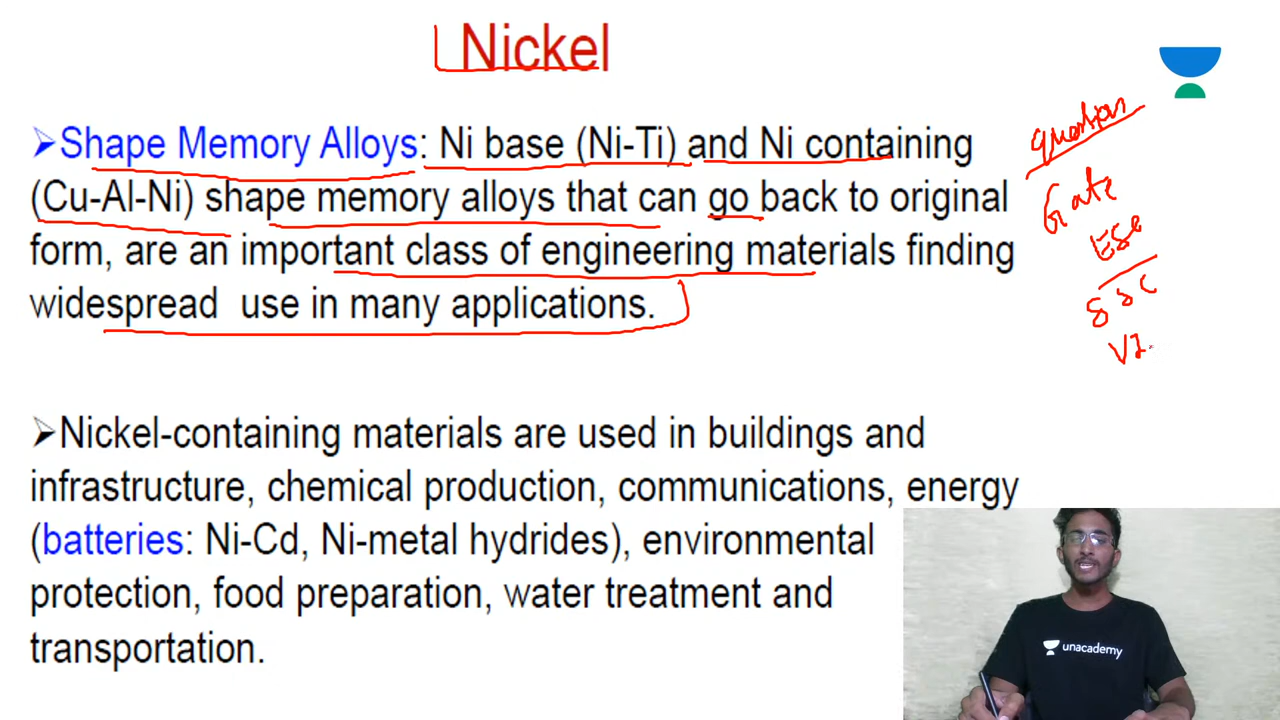 Nickel
➢Shape Memory Alloys: Ni base (Ni-Ti) and Ni containing
(Cu-Al-Ni) shape memory alloys that can go back to original
form, are an important class of engineering materials finding
widespread use in many applications.
➢Nickel-containing materials are used in buildings and
infrastructure, chemical production, communications, energy
(batteries: Ni-Cd, Ni-metal hydrides), environmental
protection, food preparation, water treatment and
transportation.
question
Gate
ESE
SSC
unacademy